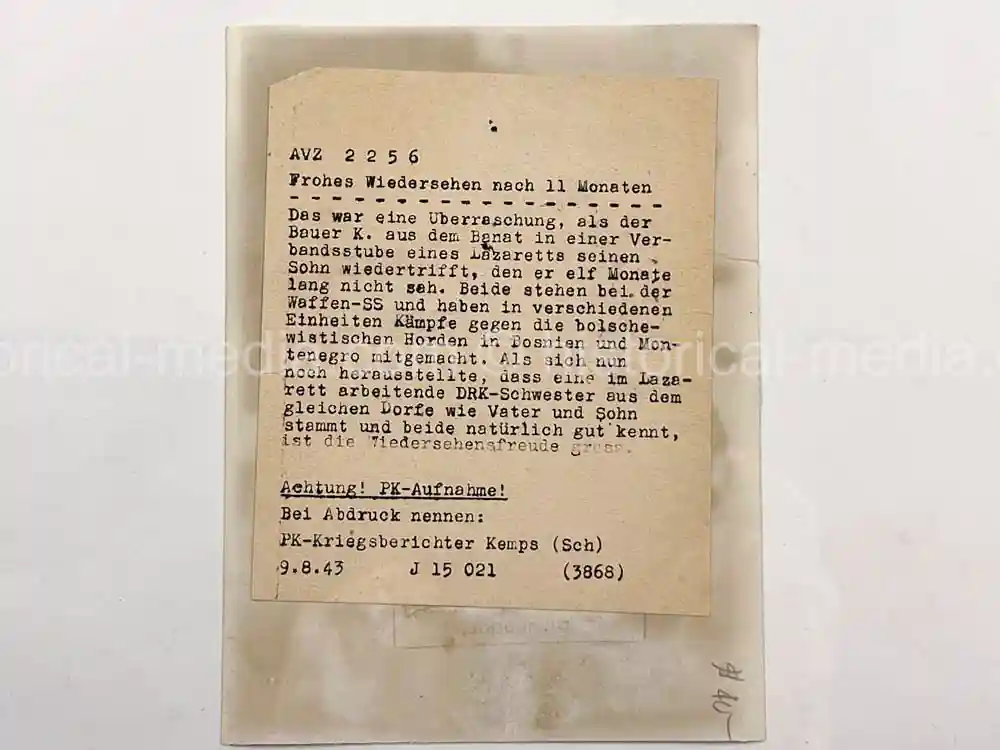 AVZ 2 2 5 6
Frohes Wiedersehen nach 11 Monaten
Das war eine Überraschung, als der
Bauer K. aus dem Banat in einer Ver-
bandsstube eines Lazaretts seinen
Sohn wiedertrifft, den er elf Monate
lang nicht sah. Beide stehen bei der
Waffen-SS und haben in verschiedenen
Einheiten Kämpfe gegen die bolsche-
wistischen Horden in Bosnien und Mon-
tenegro mitgemacht. Als sich nun
noch herausstellte, dass eine im Laza-
rett arbeitende DRK-Schwester aus dem
gleichen Dorfe wie Vater und Sohn
stammt und beide natürlich gut kennt,
ist die Wiedersehensfreude gross.
Achtung! PK-Aufnahme!
Bei Abdruck nennen:
PK-Kriegsberichter Kemps (Sch)
9.8.43 J 15 021 (3868)